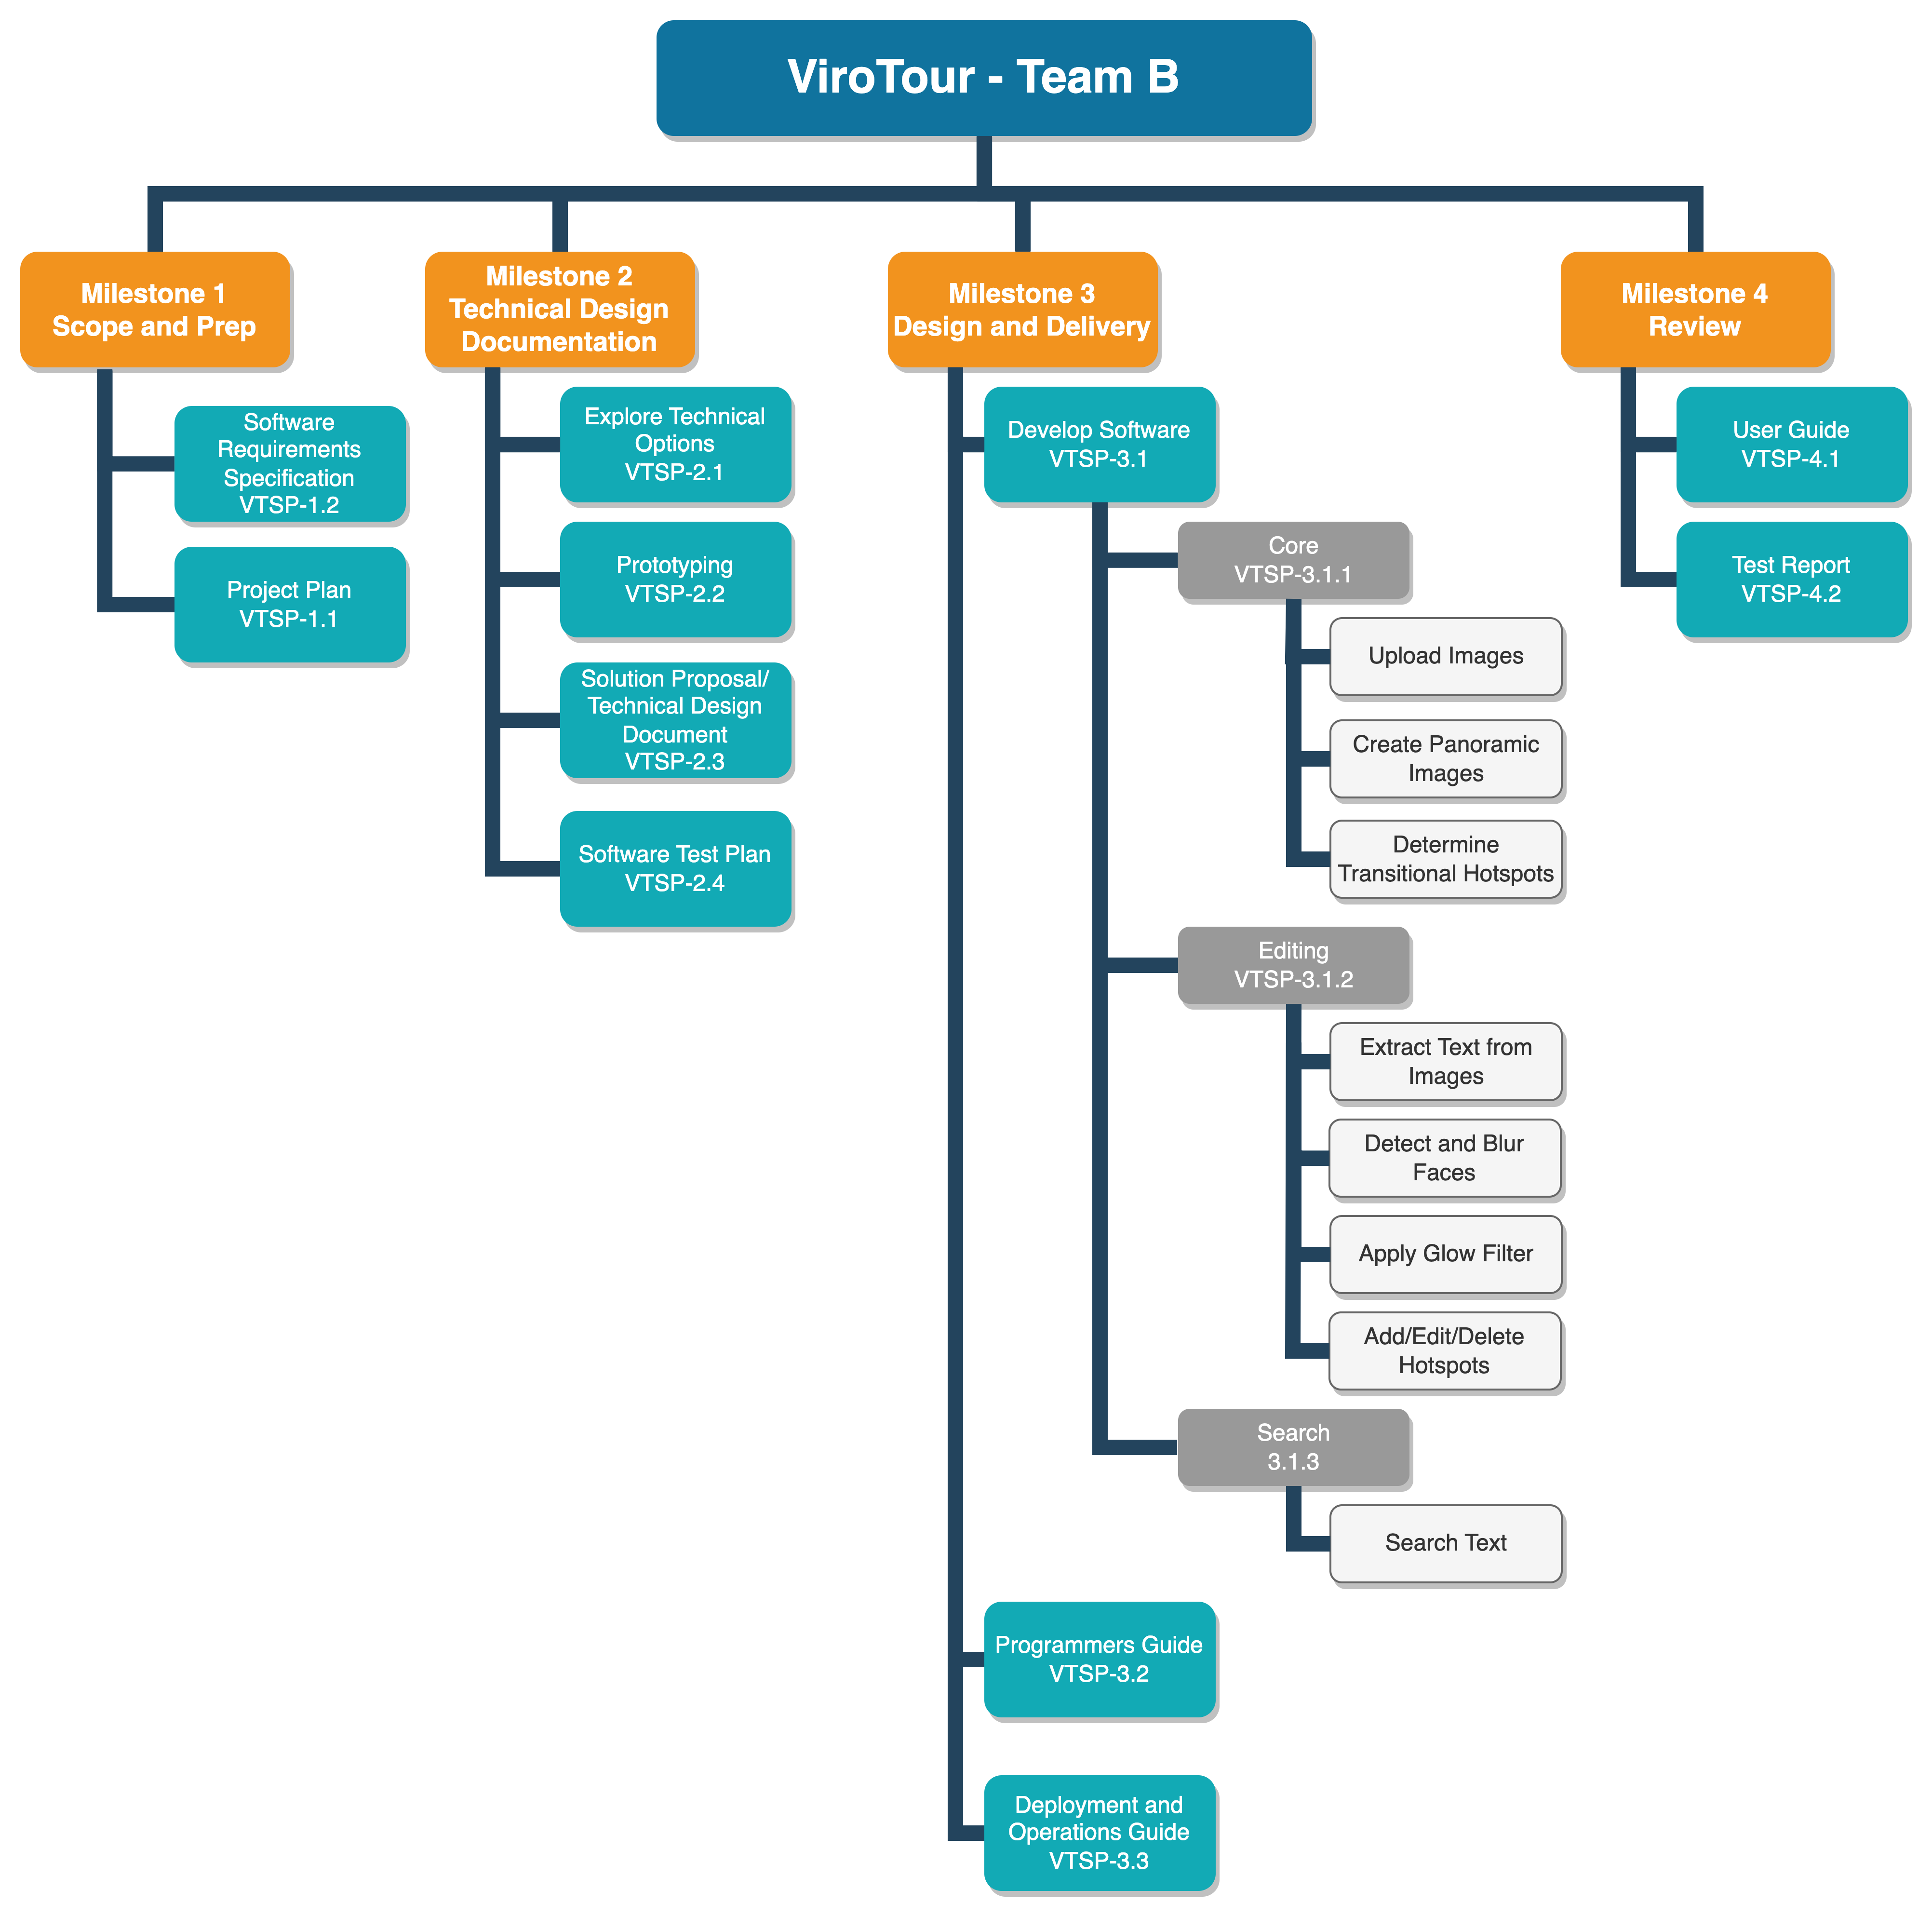 ViroTour - Team B
Milestone 1
Scope and Prep
Software
Requirements
Specification
VTSP-1.2
Project Plan
VTSP-1.1
Milestone 2
Technical Design
Documentation
Explore Technical
Options
VTSP-2.1
Prototyping
VTSP-2.2
Solution Proposal/
Technical Design
Document
VTSP-2.3
Software Test Plan
VTSP-2.4
Milestone 3
Design and Delivery
Develop Software
VTSP-3.1
Core
VTSP-3.1.1
Upload Images
Create Panoramic
Images
Determine
Transitional Hotspots
Editing
VTSP-3.1.2
Extract Text from
Images
Detect and Blur
Faces
Apply Glow Filter
Add/Edit/Delete
Hotspots
Search
3.1.3
Search Text
Programmers Guide
VTSP-3.2
Deployment and
Operations Guide
VTSP-3.3
Milestone 4
Review
User Guide
VTSP-4.1
Test Report
VTSP-4.2